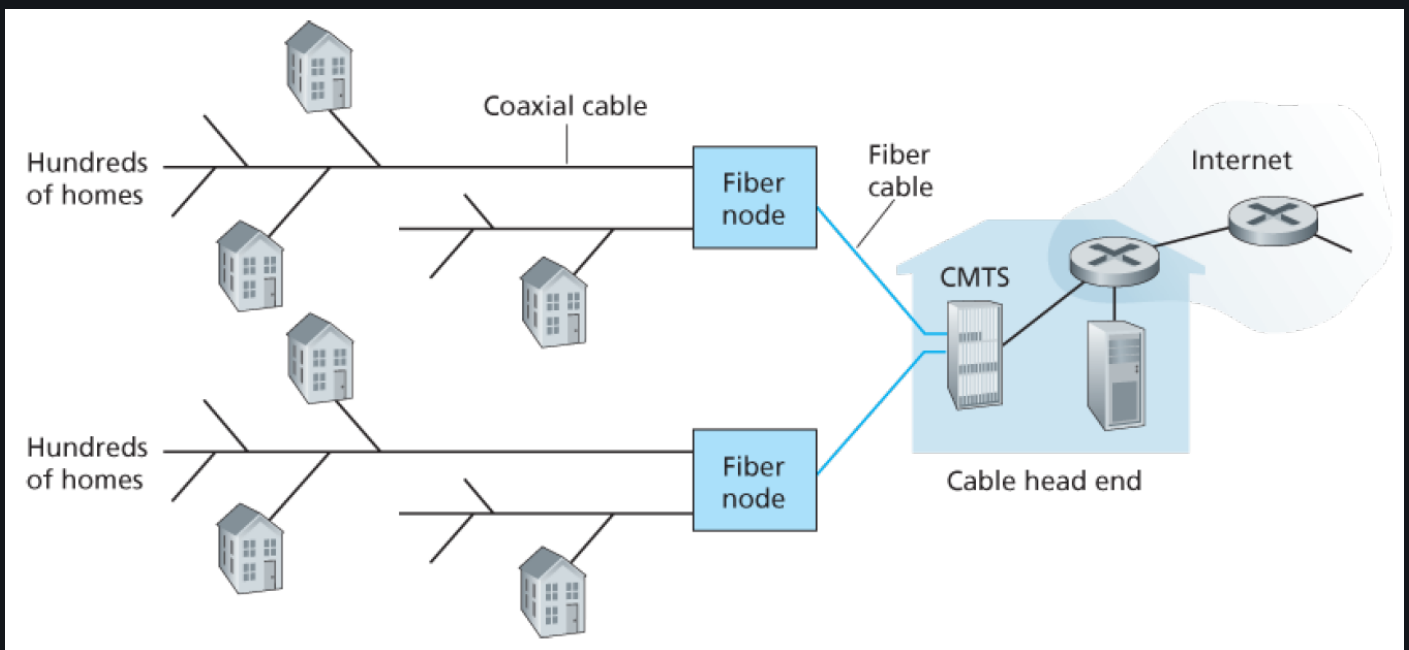 Coaxial cable
Hundreds
of homes
Fiber
node
Fiber
cable
Internet
CMTS
Hundreds
of homes
Fiber
node
Cable head end